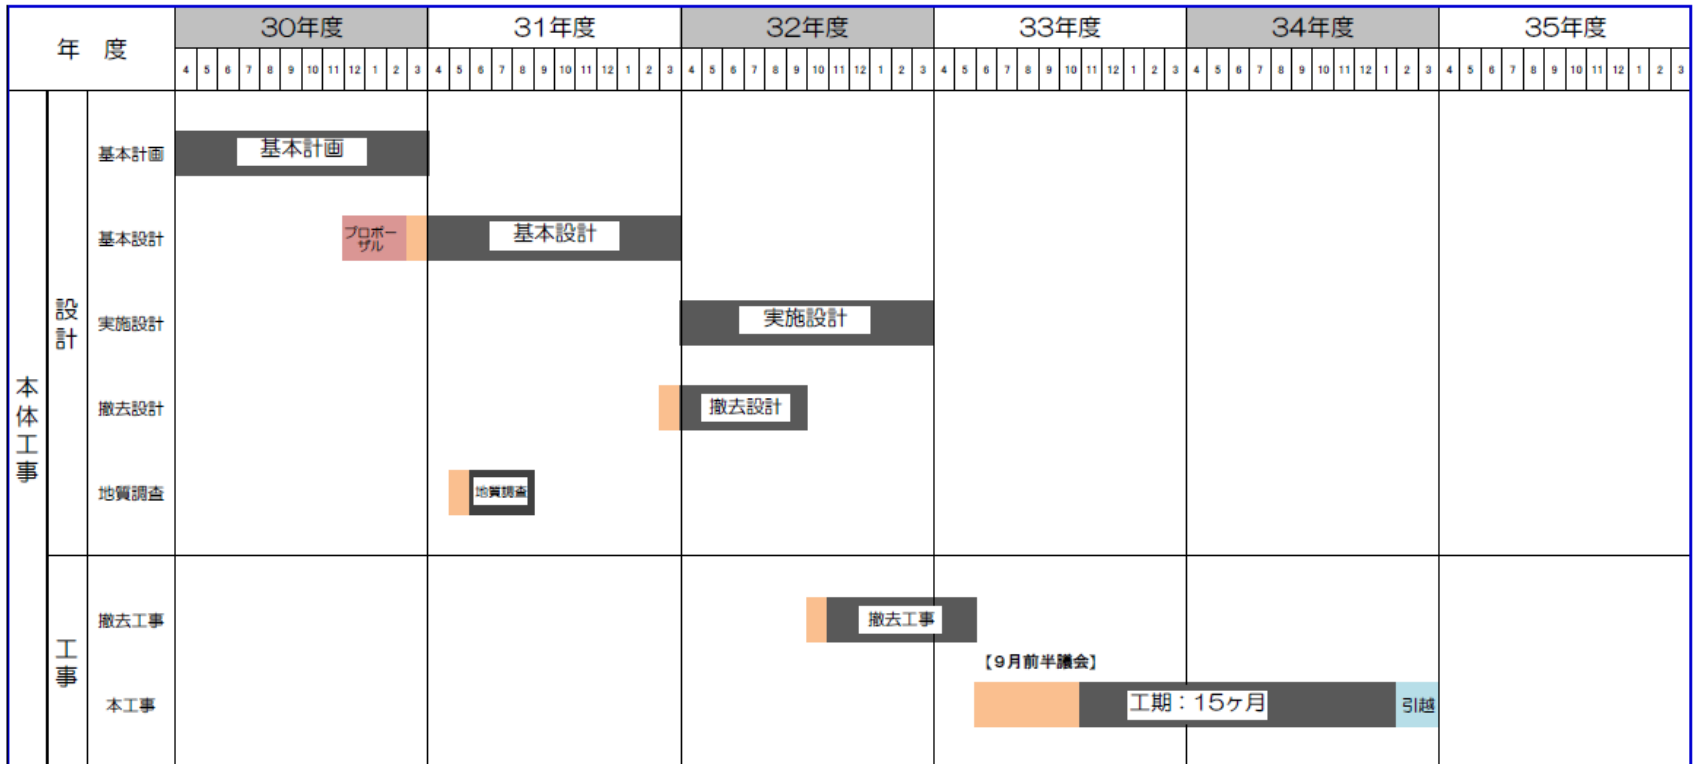 年 度
30年度 31年度 32年度 33年度 34年度 35年度
4 5 6 7 8 9 10 11 12 1 2 3 4 5 6 7 8 9 10 11 12 1 2 3 4 5 6 7 8 9 10 11 12 1 2 3 4 5 6 7 8 9 10 11 12 1 2 3 4 5 6 7 8 9 10 11 12 1 2 3 4 5 6 7 8 9 10 11 12 1 2 3
本体工事
設計
基本計画 基本計画
基本設計 プロポー
ザル
基本設計
実施設計 実施設計
撤去設計 撤去設計
地質調査 地質調査
工事
撤去工事 撤去工事
【9月前半議会】
本工事 工期：15ヶ月 引越